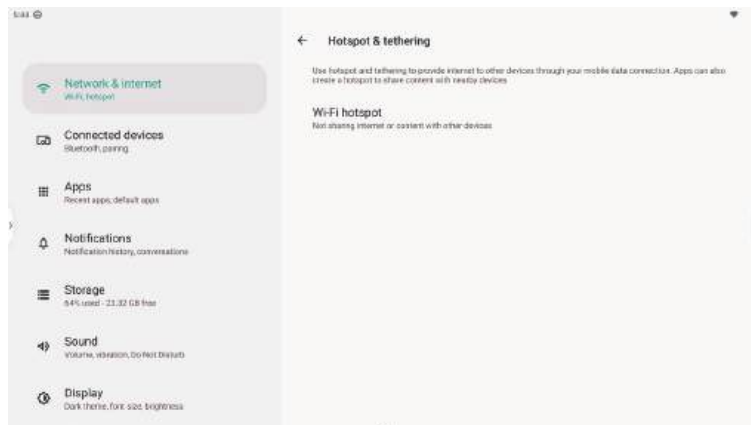 Hotspot & tethering
Use hotspot and tethering to provide internet to other devices through your mobile data connection. Apps can also
create a hotspot to share content with nearby devices.
Wi-Fi hotspot
Not sharing internet or content with other devices
Network & internet
Wi-Fi, hotspot
Connected devices
Bluetooth, pairing
Apps
Recent apps, default apps
Notifications
Notification history, conversations
Storage
64% used - 23.32 GB free
Sound
Volume, vibration, Do Not Disturb
Display
Dark theme, font size, brightness